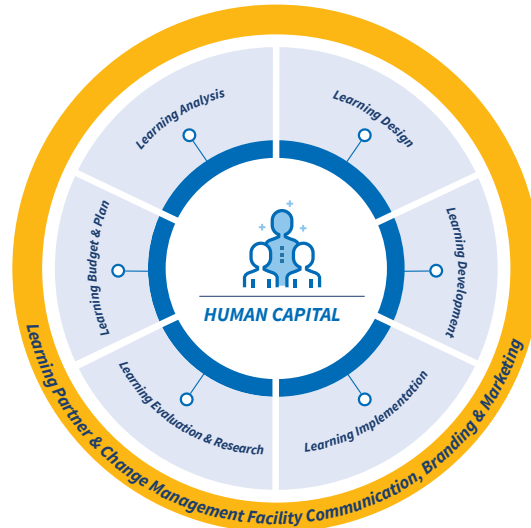 Learning Analysis
Learning Design
Learning Budget & Plan
Learning Development
HUMAN CAPITAL
Learning Evaluation & Research
Learning Implementation
Learning Partner & Change Management Facility Communication, Branding & Marketing